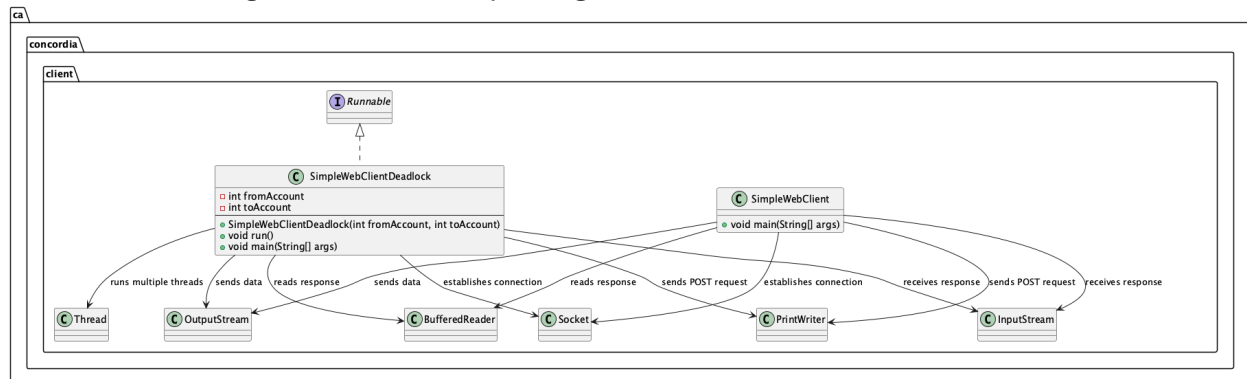 ca
concordia
client
I Runnable
C SimpleWebClientDeadlock
int fromAccount
int toAccount
SimpleWebClientDeadlock(int fromAccount, int toAccount)
void run()
void main(String[] args)
C SimpleWebClient
void main(String[] args)
runs multiple threads
sends data
reads response
sends data
establishes connection
reads response
sends POST request
establishes connection
receives response
sends POST request
receives response
C Thread
C OutputStream
C BufferedReader
C Socket
C PrintWriter
C InputStream